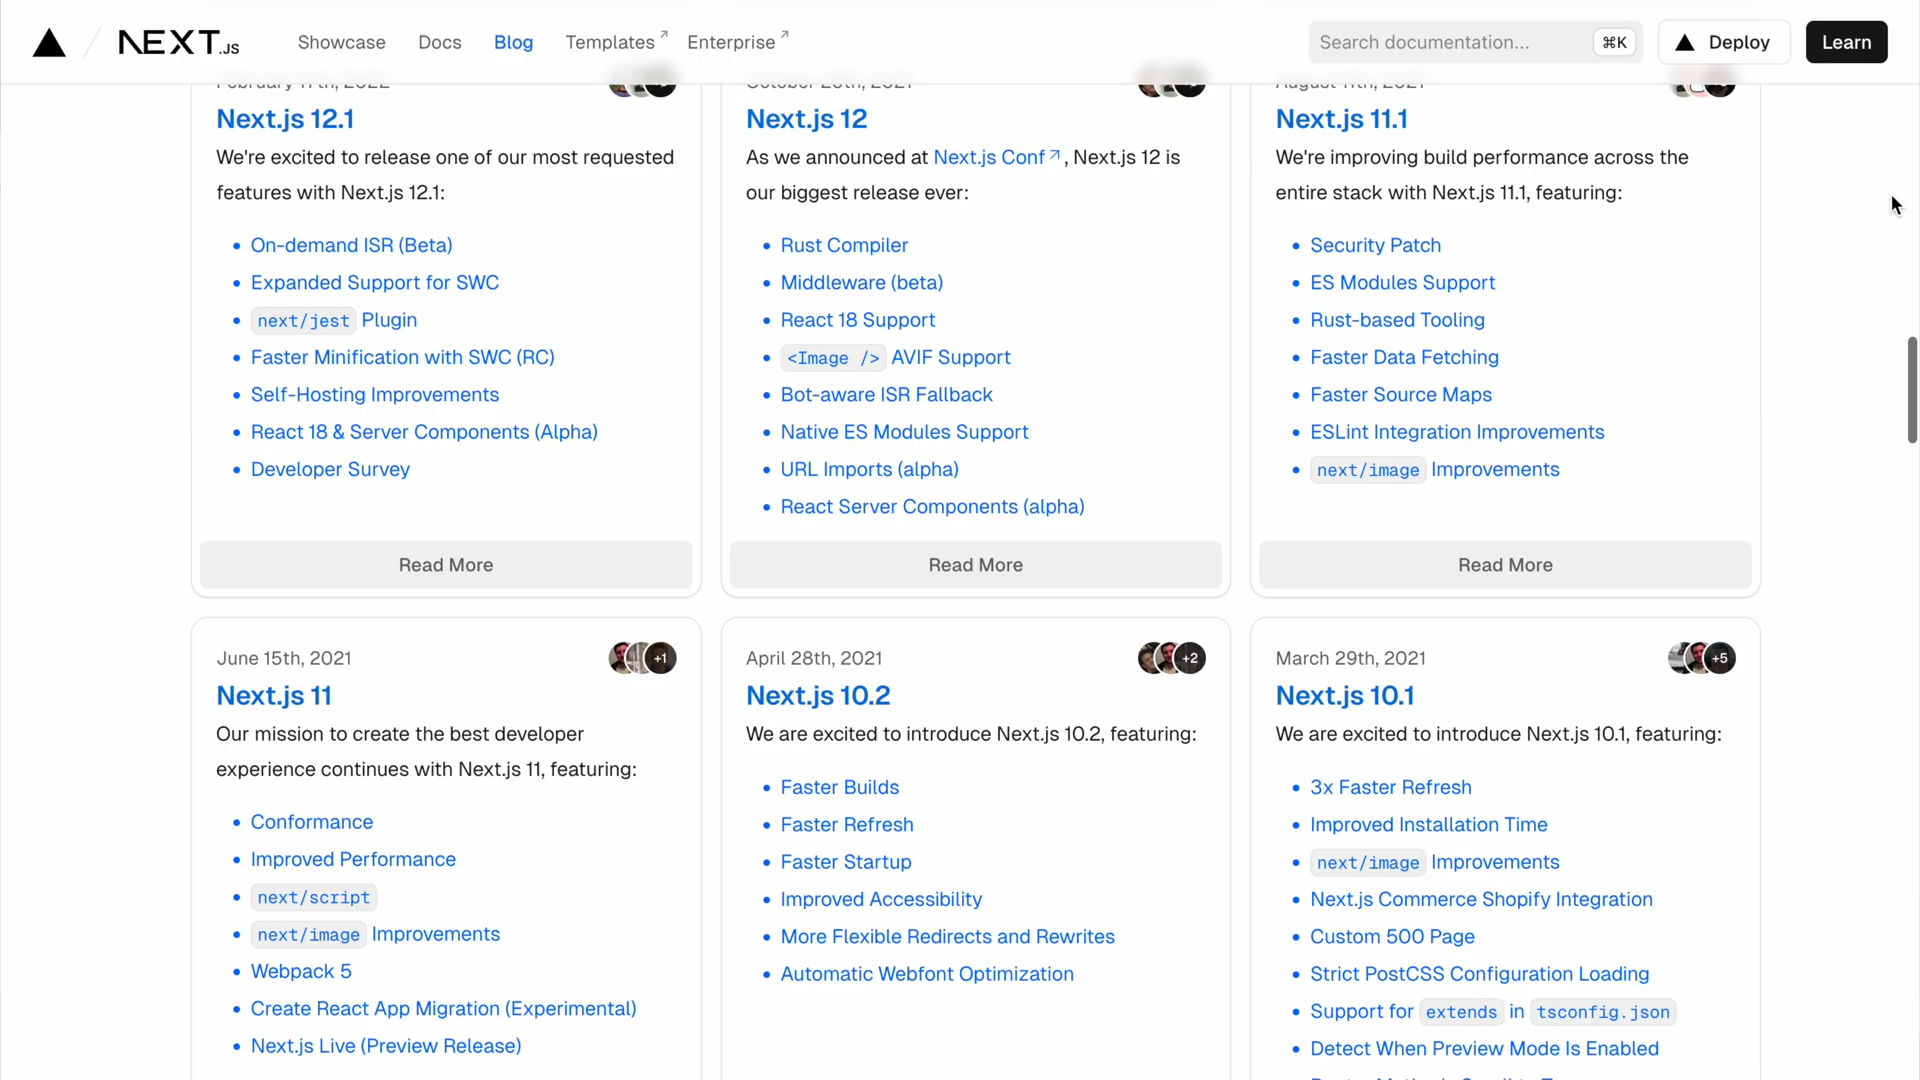 NEXT.JS
Showcase
Docs
Blog
Templates
Enterprise
Search documentation...
⌘K
Deploy
Learn
Next.js 12.1
We're excited to release one of our most requested
features with Next.js 12.1:
On-demand ISR (Beta)
Expanded Support for SWC
next/jest Plugin
Faster Minification with SWC (RC)
Self-Hosting Improvements
React 18 & Server Components (Alpha)
Developer Survey
Read More
Next.js 12
As we announced at Next.js Conf, Next.js 12 is
our biggest release ever:
Rust Compiler
Middleware (beta)
React 18 Support
<Image /> AVIF Support
Bot-aware ISR Fallback
Native ES Modules Support
URL Imports (alpha)
React Server Components (alpha)
Read More
Next.js 11.1
We're improving build performance across the
entire stack with Next.js 11.1, featuring:
Security Patch
ES Modules Support
Rust-based Tooling
Faster Data Fetching
Faster Source Maps
ESLint Integration Improvements
next/image Improvements
Read More
June 15th, 2021
+1
Next.js 11
Our mission to create the best developer
experience continues with Next.js 11, featuring:
Conformance
Improved Performance
next/script
next/image Improvements
Webpack 5
Create React App Migration (Experimental)
Next.js Live (Preview Release)
April 28th, 2021
+2
Next.js 10.2
We are excited to introduce Next.js 10.2, featuring:
Faster Builds
Faster Refresh
Faster Startup
Improved Accessibility
More Flexible Redirects and Rewrites
Automatic Webfont Optimization
March 29th, 2021
+5
Next.js 10.1
We are excited to introduce Next.js 10.1, featuring:
3x Faster Refresh
Improved Installation Time
next/image Improvements
Next.js Commerce Shopify Integration
Custom 500 Page
Strict PostCSS Configuration Loading
Support for extends in tsconfig.json
Detect When Preview Mode Is Enabled